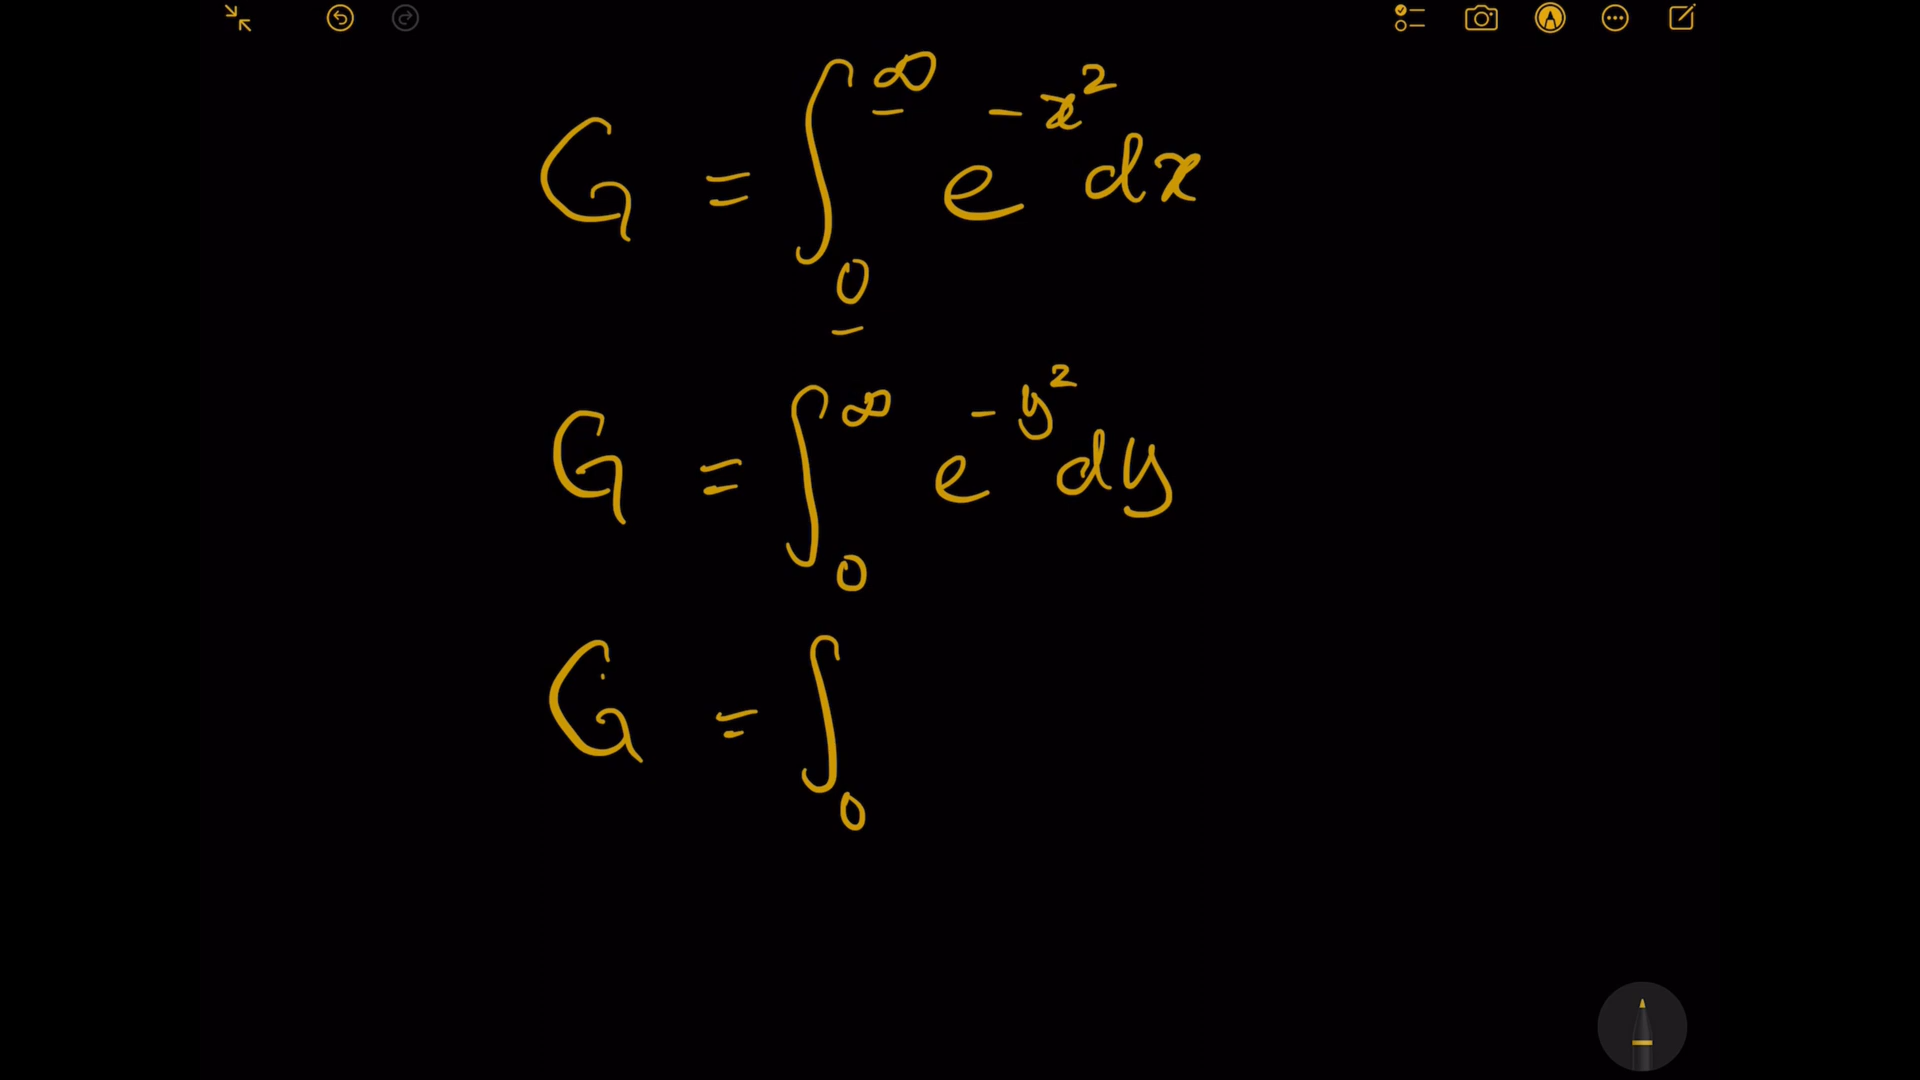 G = ∫₀^∞ e^(-x²) dx
G = ∫₀^∞ e^(-y²) dy
G = ∫₀